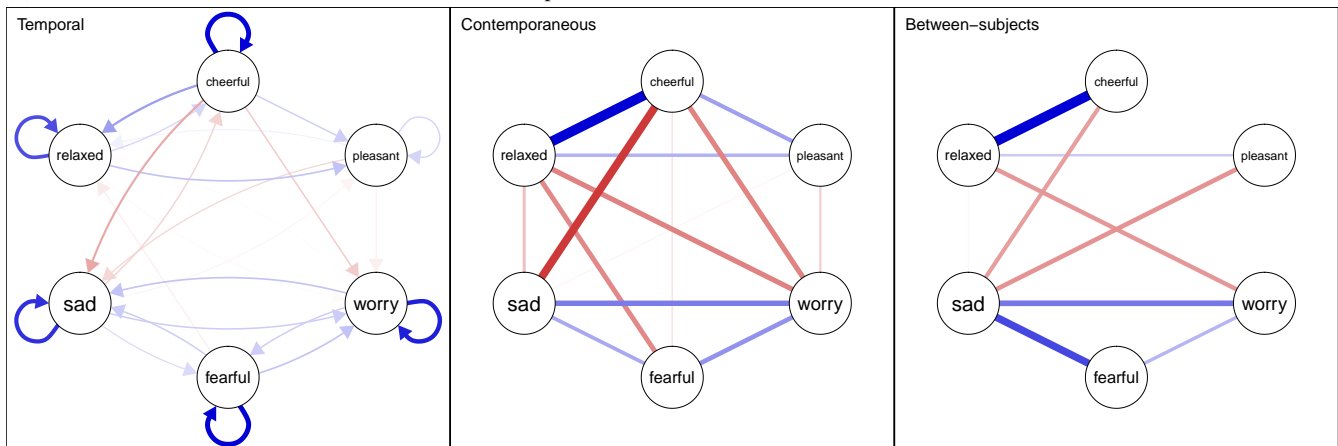 Temporal
cheerful
relaxed
pleasant
sad
worry
fearful
Contemporaneous
cheerful
relaxed
pleasant
sad
worry
fearful
Between−subjects
cheerful
relaxed
pleasant
sad
worry
fearful